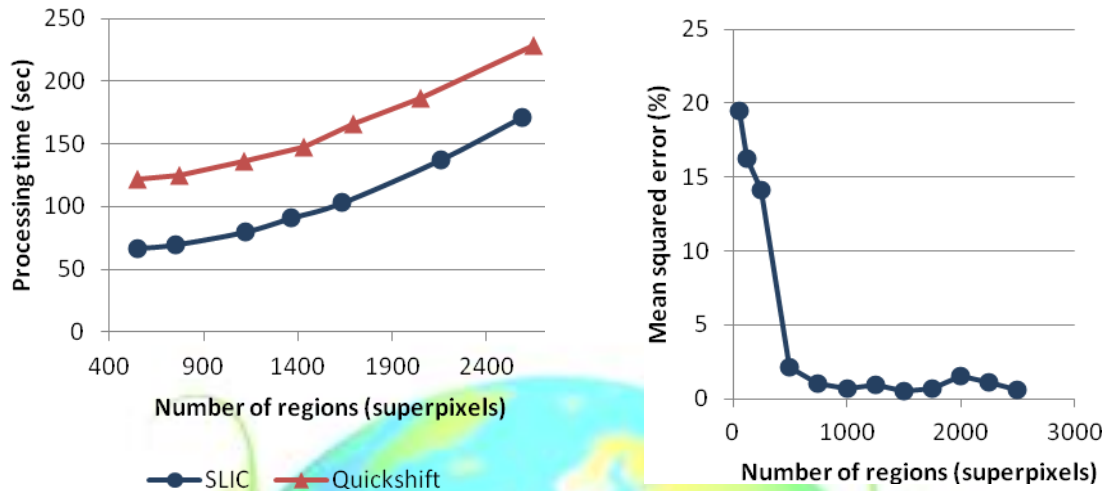 250
200
150
100
50
0
Processing time (sec)
400 900 1400 1900 2400
Number of regions (superpixels)
SLIC Quickshift
25
20
15
10
5
0
Mean squared error (%)
0 1000 2000 3000
Number of regions (superpixels)